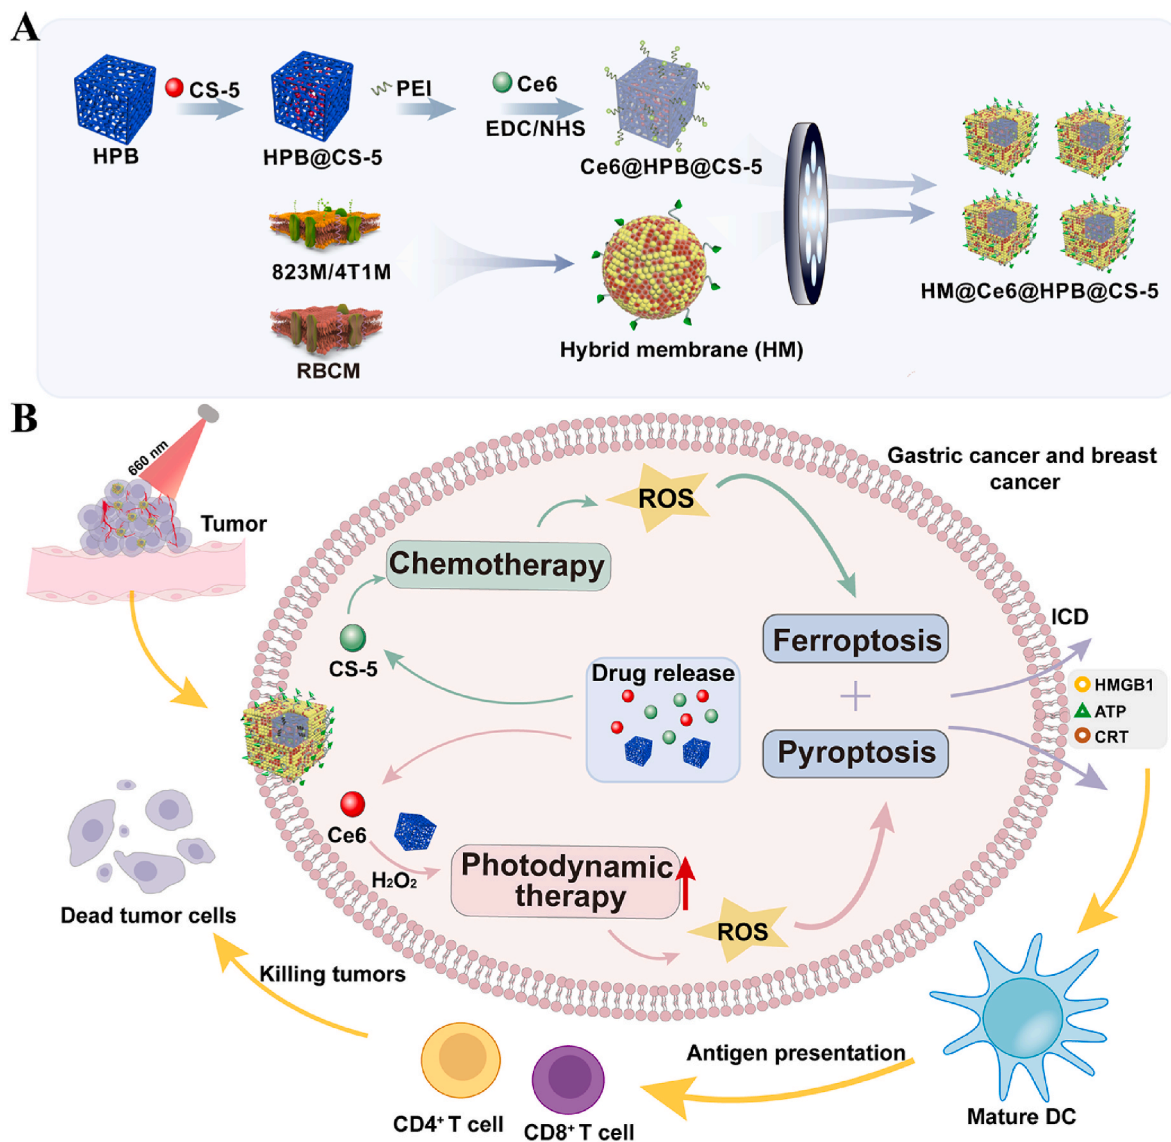 A
CS-5
PEI
Ce6
EDC/NHS
HPB
HPB@CS-5
Ce6@HPB@CS-5
823M/4T1M
RBCM
Hybrid membrane (HM)
HM@Ce6@HPB@CS-5
B
660 nm
Tumor
Gastric cancer and breast
cancer
ROS
Chemotherapy
CS-5
Drug release
Ferroptosis
+
Pyroptosis
ICD
HMGB1
ATP
CRT
Ce6
H₂O₂
Photodynamic
therapy
ROS
Dead tumor cells
Killing tumors
CD4⁺ T cell
CD8⁺ T cell
Antigen presentation
Mature DC